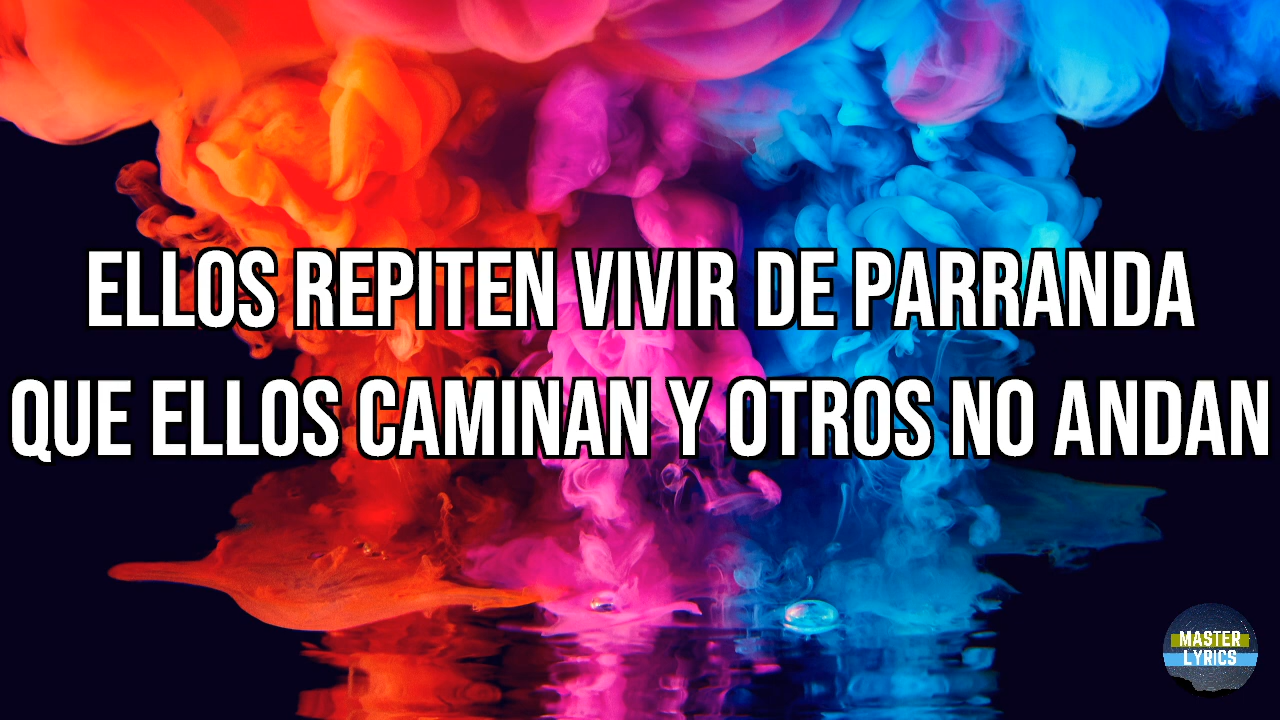 ELLOS REPITEN VIVIR DE PARRANDA
QUE ELLOS CAMINAN Y OTROS NO ANDAN
MASTER
LYRICS